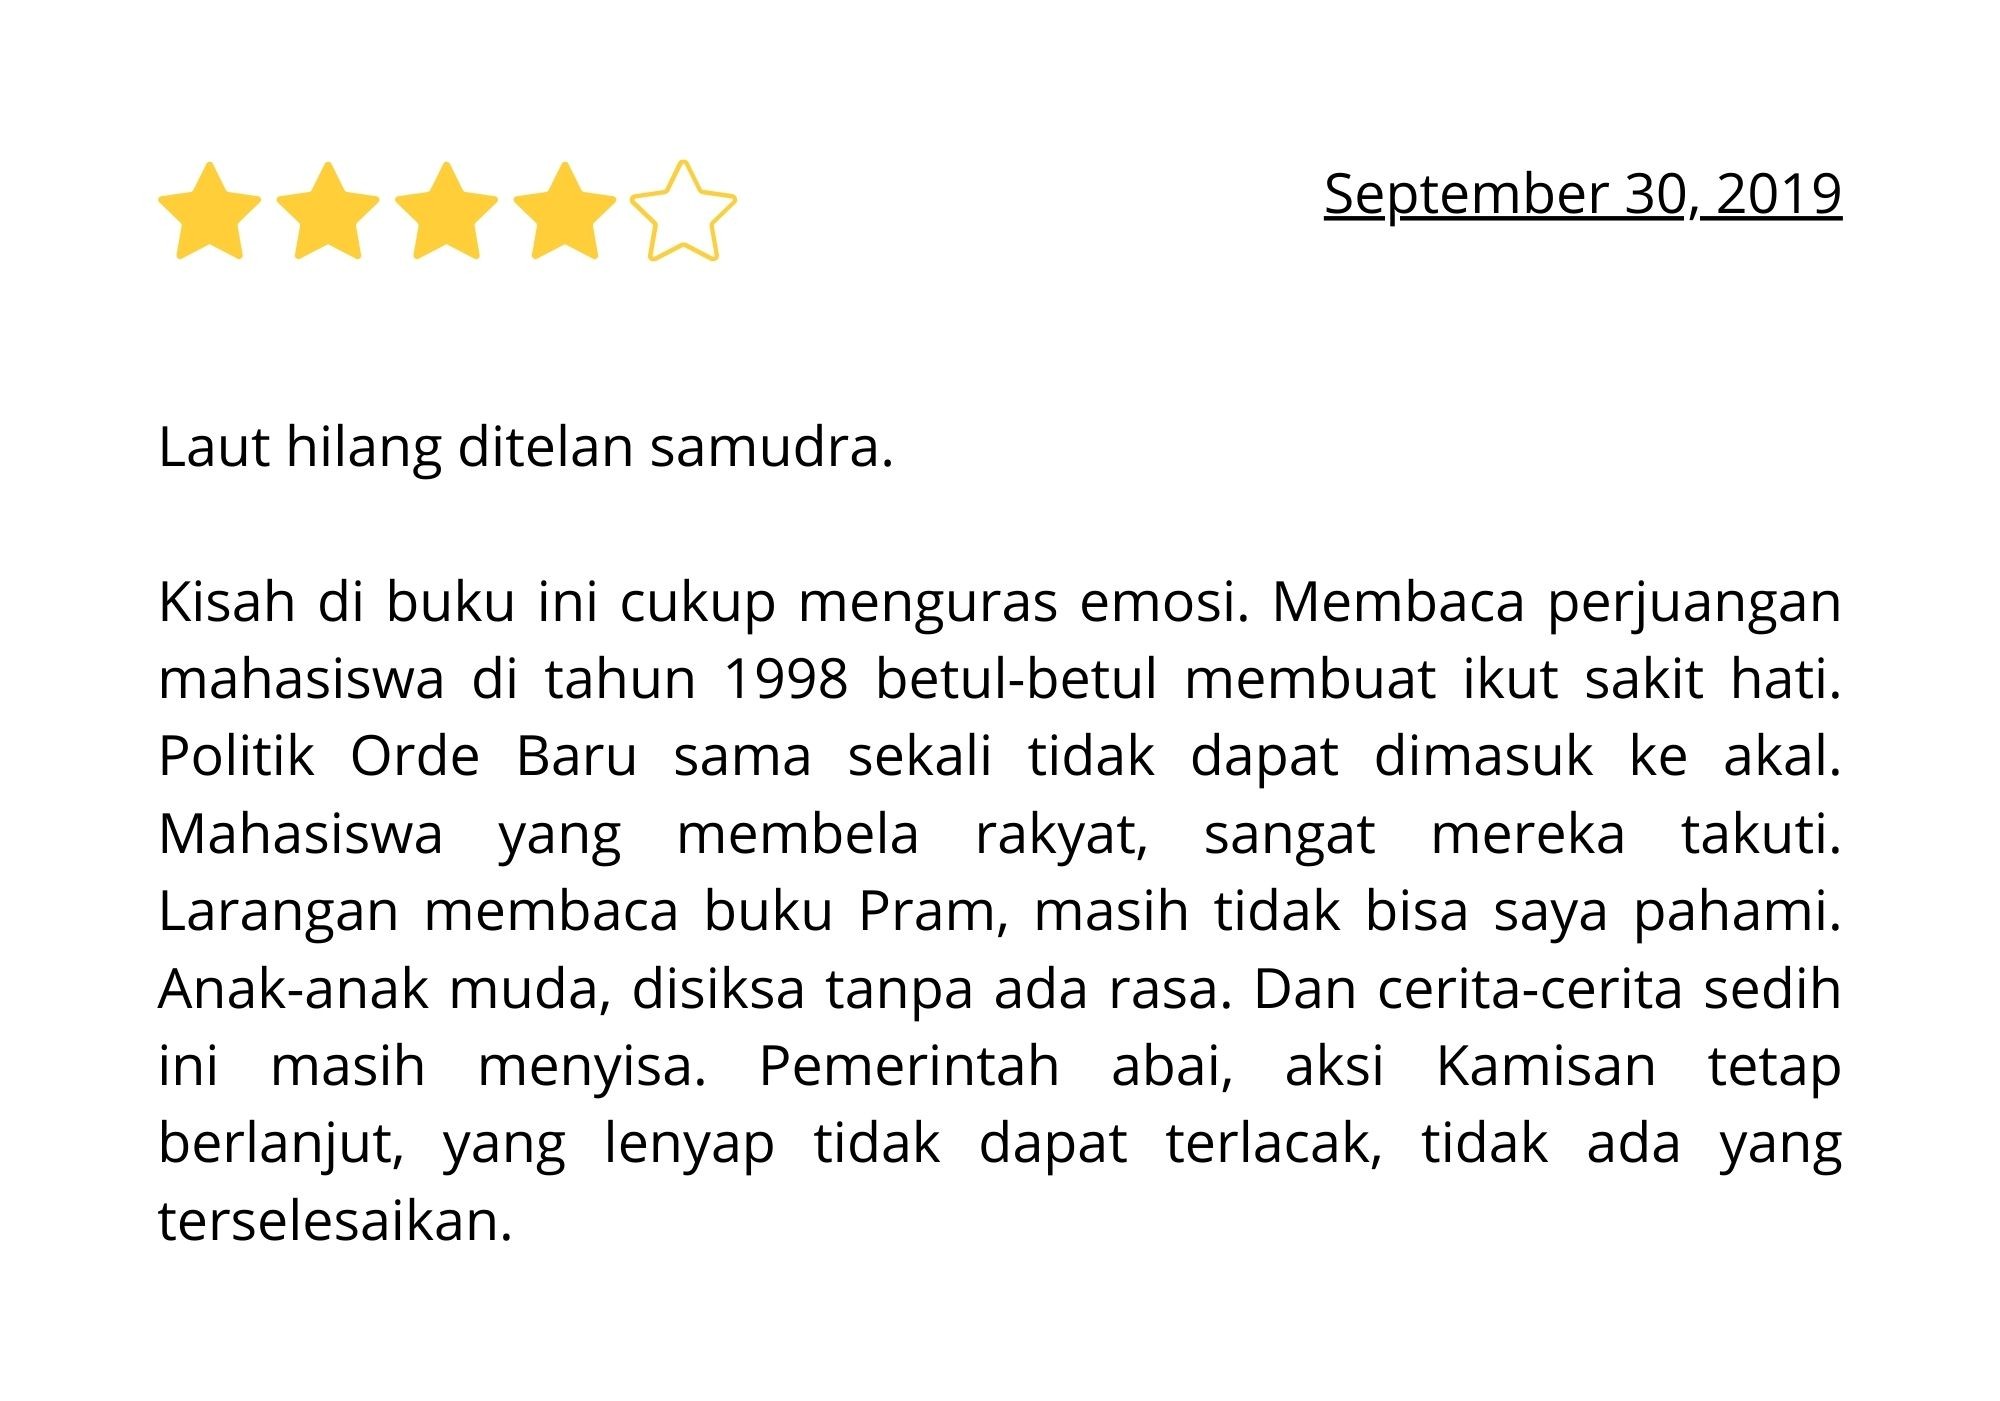 September 30, 2019
Laut hilang ditelan samudra.
Kisah di buku ini cukup menguras emosi. Membaca perjuangan
mahasiswa di tahun 1998 betul-betul membuat ikut sakit hati.
Politik Orde Baru sama sekali tidak dapat dimasuk ke akal.
Mahasiswa yang membela rakyat, sangat mereka takuti.
Larangan membaca buku Pram, masih tidak bisa saya pahami.
Anak-anak muda, disiksa tanpa ada rasa. Dan cerita-cerita sedih
ini masih menyisa. Pemerintah abai, aksi Kamisan tetap
berlanjut, yang lenyap tidak dapat terlacak, tidak ada yang
terselesaikan.